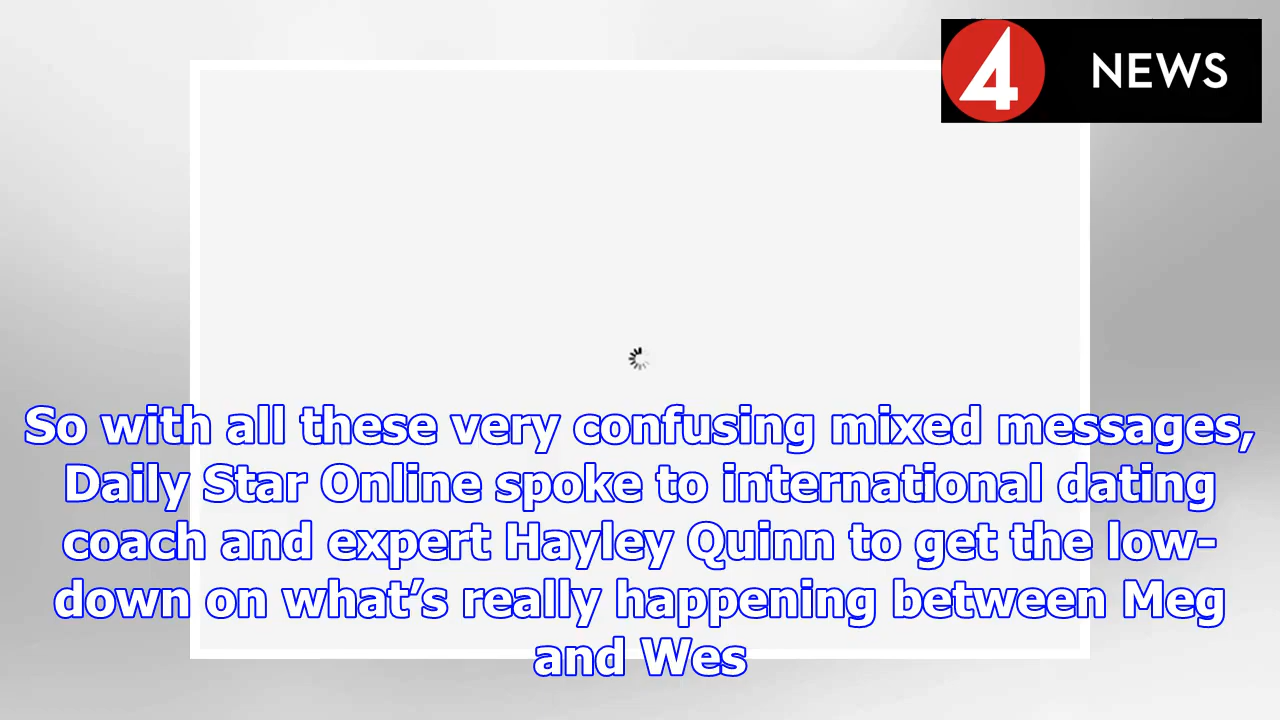 4 NEWS
So with all these very confusing mixed messages,
Daily Star Online spoke to international dating
coach and expert Hayley Quinn to get the low-
down on what’s really happening between Meg
and Wes